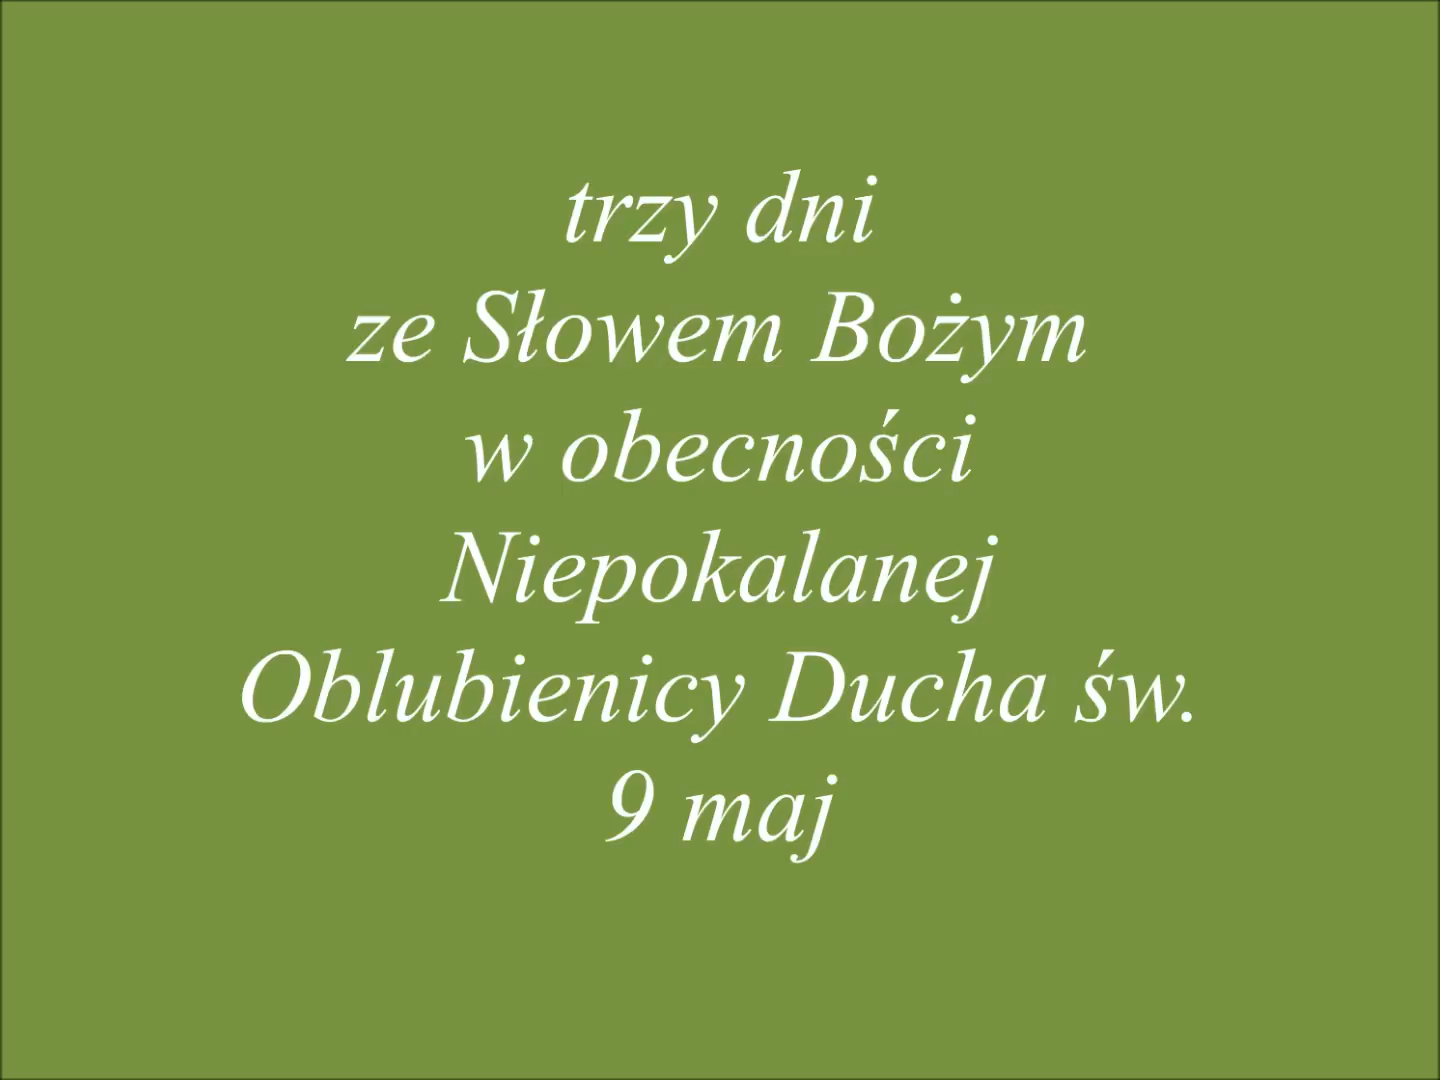 trzy dni
ze Słowem Bożym
w obecności
Niepokalanej
Oblubienicy Ducha św.
9 maj